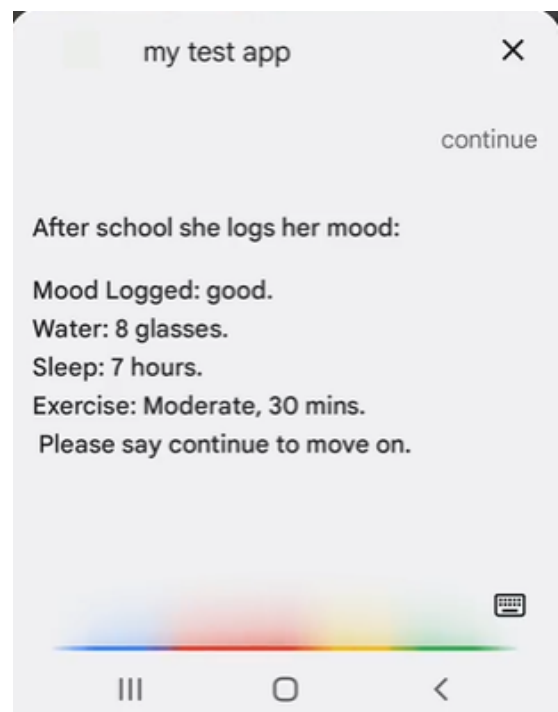 my test app
continue
After school she logs her mood:
Mood Logged: good.
Water: 8 glasses.
Sleep: 7 hours.
Exercise: Moderate, 30 mins.
Please say continue to move on.